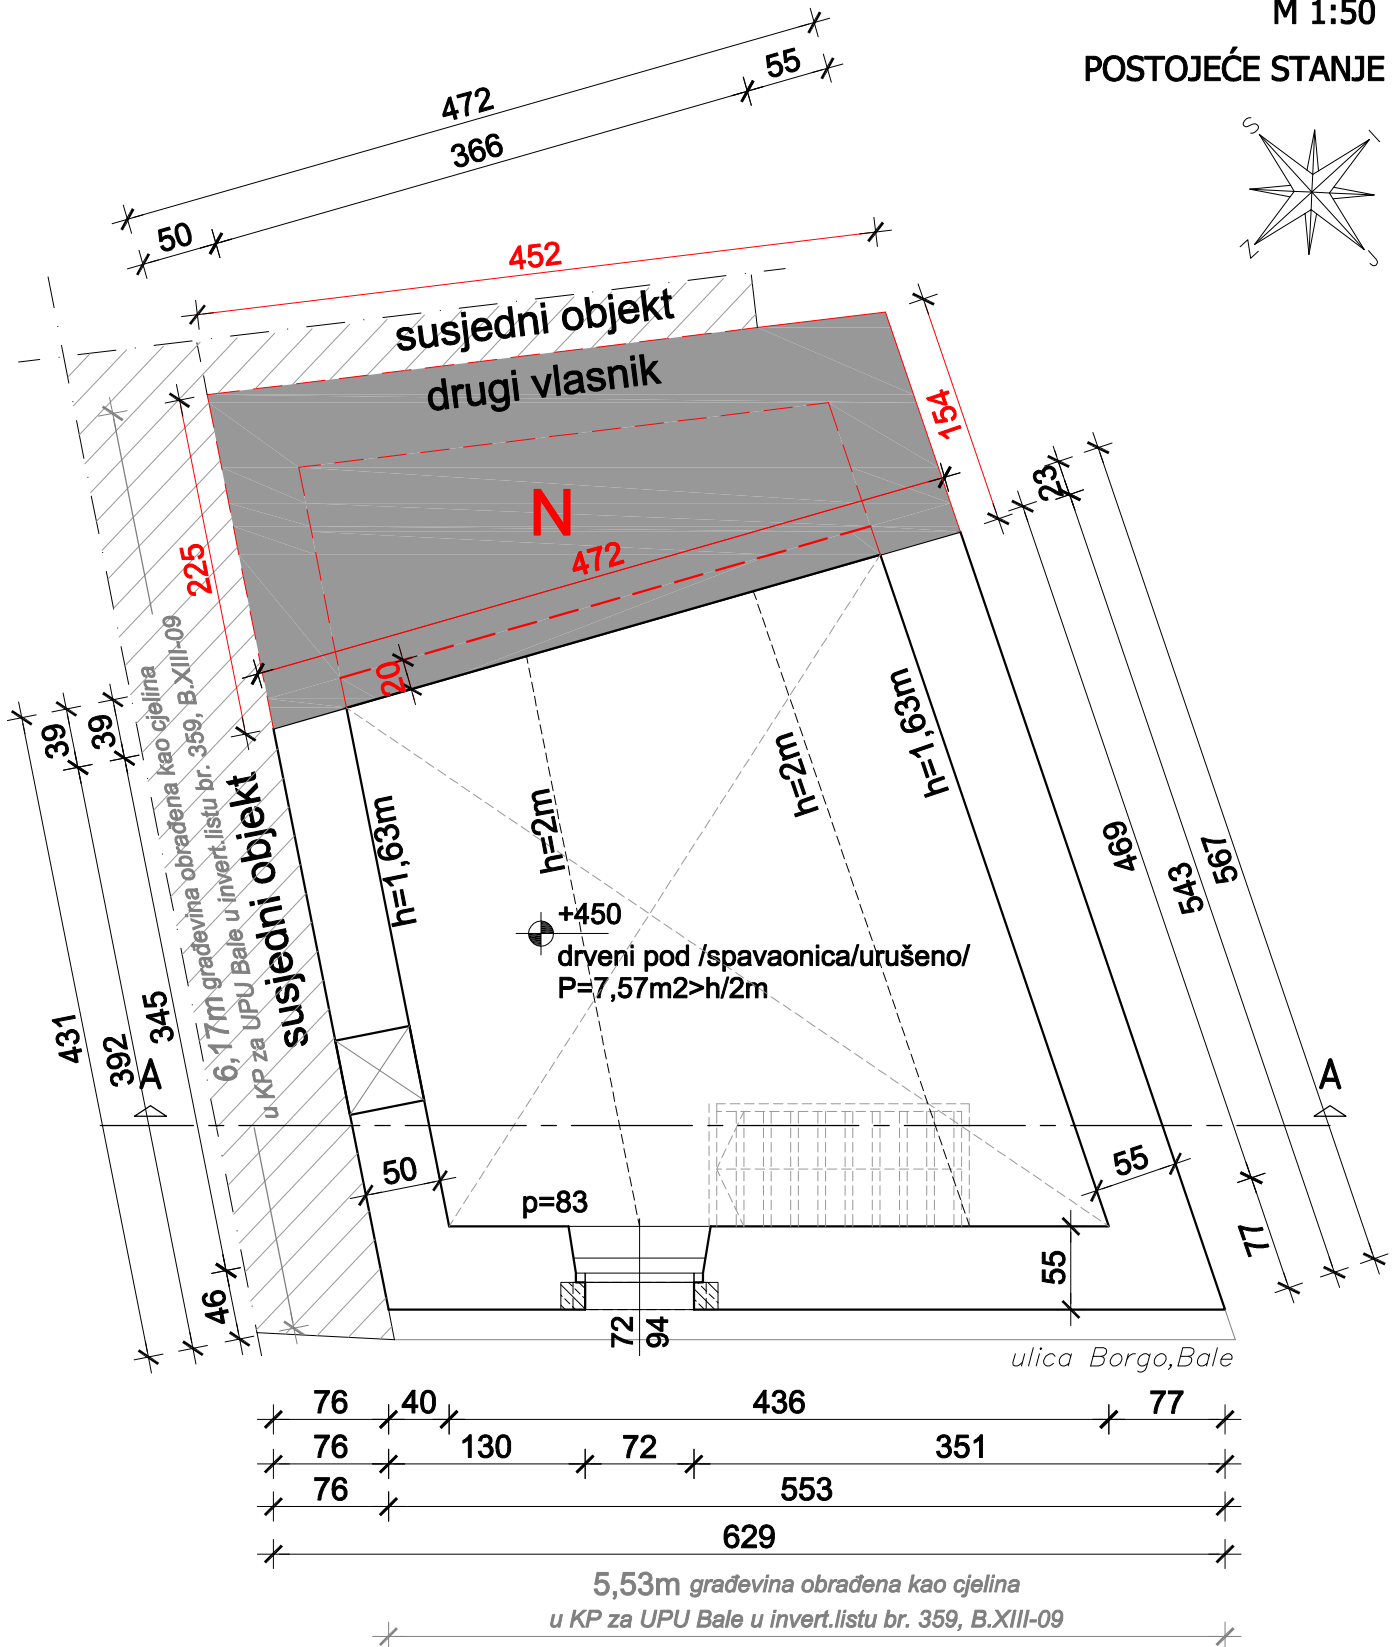 M 1:50
POSTOJEĆE STANJE
S
I
Z
J
55
472
366
50
452
susjedni objekt
drugi vlasnik
154
N
472
225
20
23
39
39
6,17m građevina obrađena kao cjelina
u KP za UPU Bale u invert.listu br. 359, B.XIII-09
susjedni objekt
h=1,63m
h=2m
h=2m
h=1,63m
469
543
567
+450
drveni pod /spavaonica/urušeno/
P=7,57m2>h/2m
431
392
345
A
A
50
55
p=83
77
55
46
72
94
ulica Borgo,Bale
76 40 436 77
76 130 72 351
76 553
629
5,53m građevina obrađena kao cjelina
u KP za UPU Bale u invert.listu br. 359, B.XIII-09